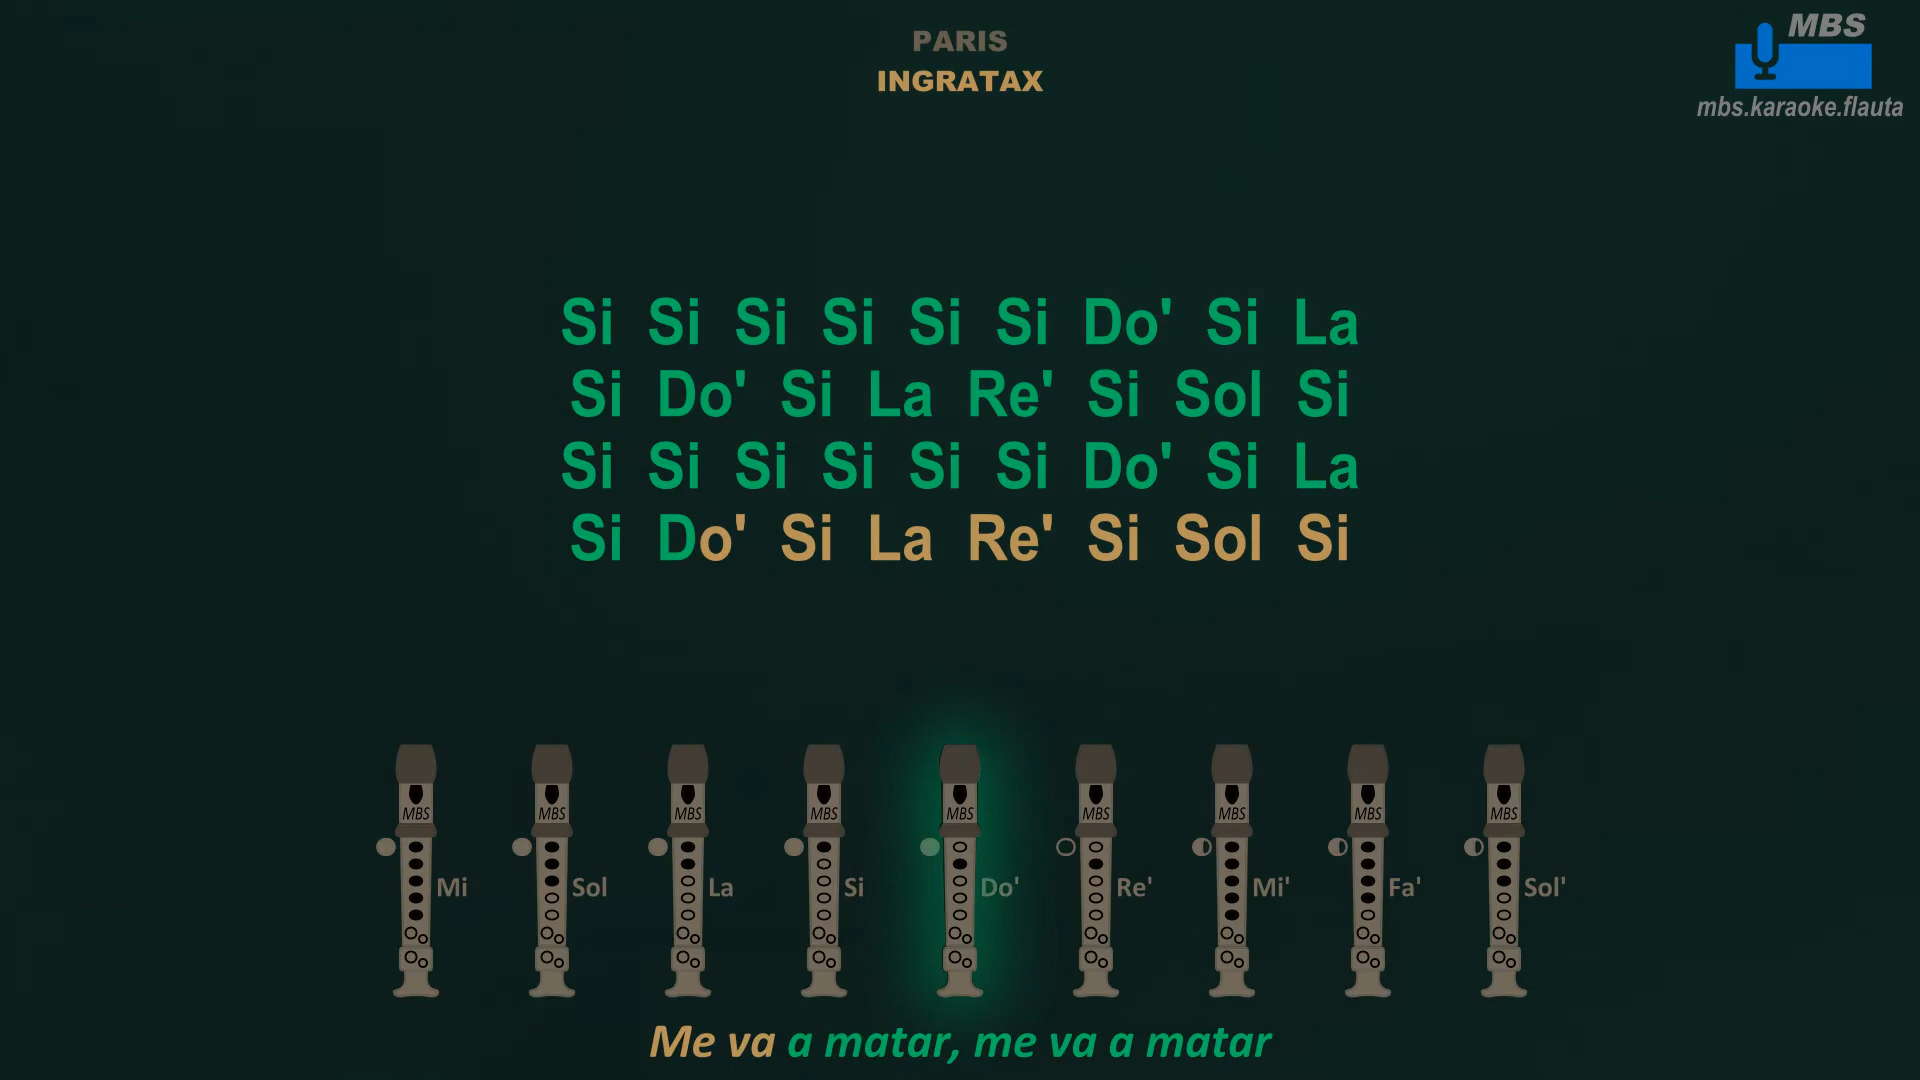 PARIS
INGRATAX
MBS
mbs.karaoke.flauta
Si Si Si Si Si Si Do' Si La
Si Do' Si La Re' Si Sol Si
Si Si Si Si Si Si Do' Si La
Si Do' Si La Re' Si Sol Si
MBS MBS MBS MBS MBS MBS MBS MBS MBS
Mi Sol La Si Do' Re' Mi' Fa' Sol'
Me va a matar, me va a matar